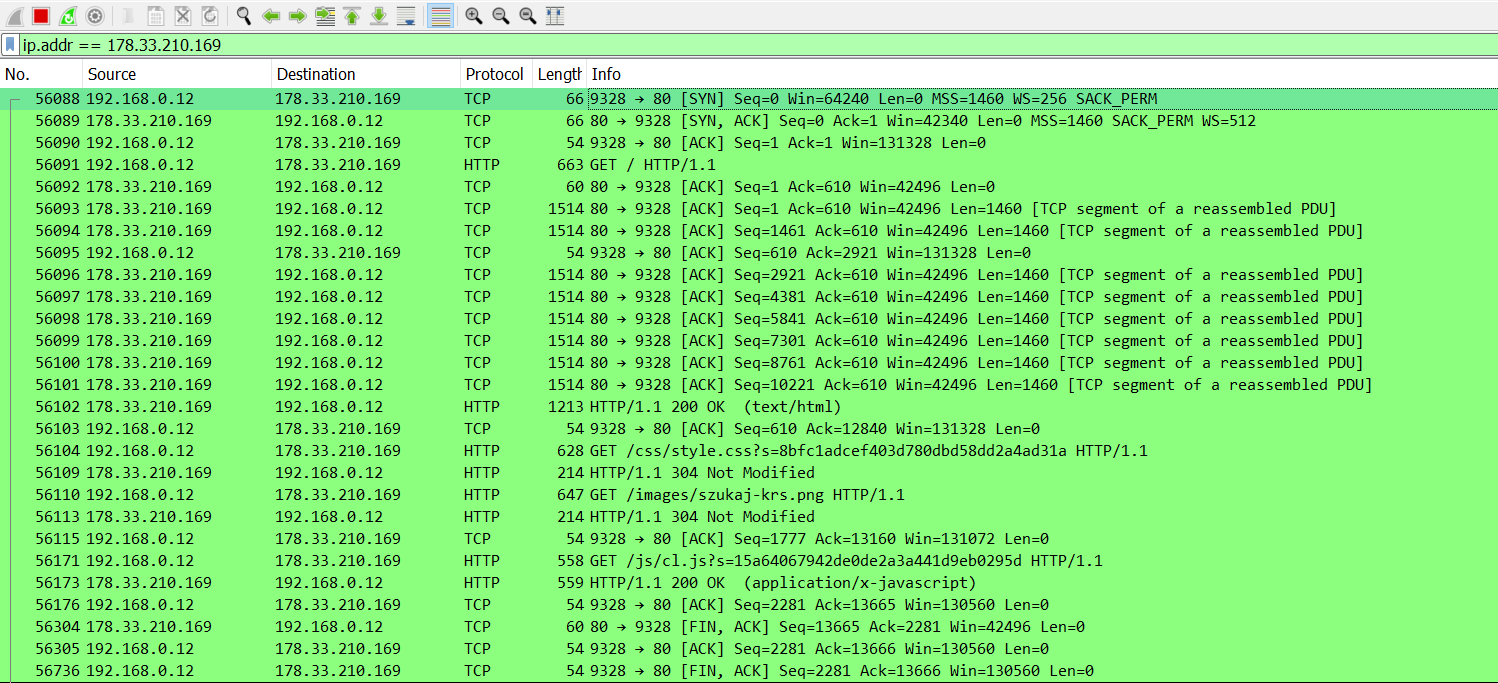 ip.addr == 178.33.210.169
No. Source Destination Protocol Length Info
56088 192.168.0.12 178.33.210.169 TCP 66 9328 → 80 [SYN] Seq=0 Win=64240 Len=0 MSS=1460 WS=256 SACK_PERM
56089 178.33.210.169 192.168.0.12 TCP 66 80 → 9328 [SYN, ACK] Seq=0 Ack=1 Win=42340 Len=0 MSS=1460 SACK_PERM WS=512
56090 192.168.0.12 178.33.210.169 TCP 54 9328 → 80 [ACK] Seq=1 Ack=1 Win=131328 Len=0
56091 192.168.0.12 178.33.210.169 HTTP 663 GET / HTTP/1.1
56092 178.33.210.169 192.168.0.12 TCP 60 80 → 9328 [ACK] Seq=1 Ack=610 Win=42496 Len=0
56093 178.33.210.169 192.168.0.12 TCP 1514 80 → 9328 [ACK] Seq=1 Ack=610 Win=42496 Len=1460 [TCP segment of a reassembled PDU]
56094 178.33.210.169 192.168.0.12 TCP 1514 80 → 9328 [ACK] Seq=1461 Ack=610 Win=42496 Len=1460 [TCP segment of a reassembled PDU]
56095 192.168.0.12 178.33.210.169 TCP 54 9328 → 80 [ACK] Seq=610 Ack=2921 Win=131328 Len=0
56096 178.33.210.169 192.168.0.12 TCP 1514 80 → 9328 [ACK] Seq=2921 Ack=610 Win=42496 Len=1460 [TCP segment of a reassembled PDU]
56097 178.33.210.169 192.168.0.12 TCP 1514 80 → 9328 [ACK] Seq=4381 Ack=610 Win=42496 Len=1460 [TCP segment of a reassembled PDU]
56098 178.33.210.169 192.168.0.12 TCP 1514 80 → 9328 [ACK] Seq=5841 Ack=610 Win=42496 Len=1460 [TCP segment of a reassembled PDU]
56099 178.33.210.169 192.168.0.12 TCP 1514 80 → 9328 [ACK] Seq=7301 Ack=610 Win=42496 Len=1460 [TCP segment of a reassembled PDU]
56100 178.33.210.169 192.168.0.12 TCP 1514 80 → 9328 [ACK] Seq=8761 Ack=610 Win=42496 Len=1460 [TCP segment of a reassembled PDU]
56101 178.33.210.169 192.168.0.12 TCP 1514 80 → 9328 [ACK] Seq=10221 Ack=610 Win=42496 Len=1460 [TCP segment of a reassembled PDU]
56102 178.33.210.169 192.168.0.12 HTTP 1213 HTTP/1.1 200 OK (text/html)
56103 192.168.0.12 178.33.210.169 TCP 54 9328 → 80 [ACK] Seq=610 Ack=12840 Win=131328 Len=0
56104 192.168.0.12 178.33.210.169 HTTP 628 GET /css/style.css?s=8bfc1adcef403d780dbd58dd2a4ad31a HTTP/1.1
56109 178.33.210.169 192.168.0.12 HTTP 214 HTTP/1.1 304 Not Modified
56110 192.168.0.12 178.33.210.169 HTTP 647 GET /images/szukaj-krs.png HTTP/1.1
56113 178.33.210.169 192.168.0.12 HTTP 214 HTTP/1.1 304 Not Modified
56115 192.168.0.12 178.33.210.169 TCP 54 9328 → 80 [ACK] Seq=1777 Ack=13160 Win=131072 Len=0
56171 192.168.0.12 178.33.210.169 HTTP 558 GET /js/cl.js?s=15a64067942de0de2a3a441d9eb0295d HTTP/1.1
56173 178.33.210.169 192.168.0.12 HTTP 559 HTTP/1.1 200 OK (application/x-javascript)
56176 192.168.0.12 178.33.210.169 TCP 54 9328 → 80 [ACK] Seq=2281 Ack=13665 Win=130560 Len=0
56304 178.33.210.169 192.168.0.12 TCP 60 80 → 9328 [FIN, ACK] Seq=13665 Ack=2281 Win=42496 Len=0
56305 192.168.0.12 178.33.210.169 TCP 54 9328 → 80 [ACK] Seq=2281 Ack=13666 Win=130560 Len=0
56736 192.168.0.12 178.33.210.169 TCP 54 9328 → 80 [FIN, ACK] Seq=2281 Ack=13666 Win=130560 Len=0